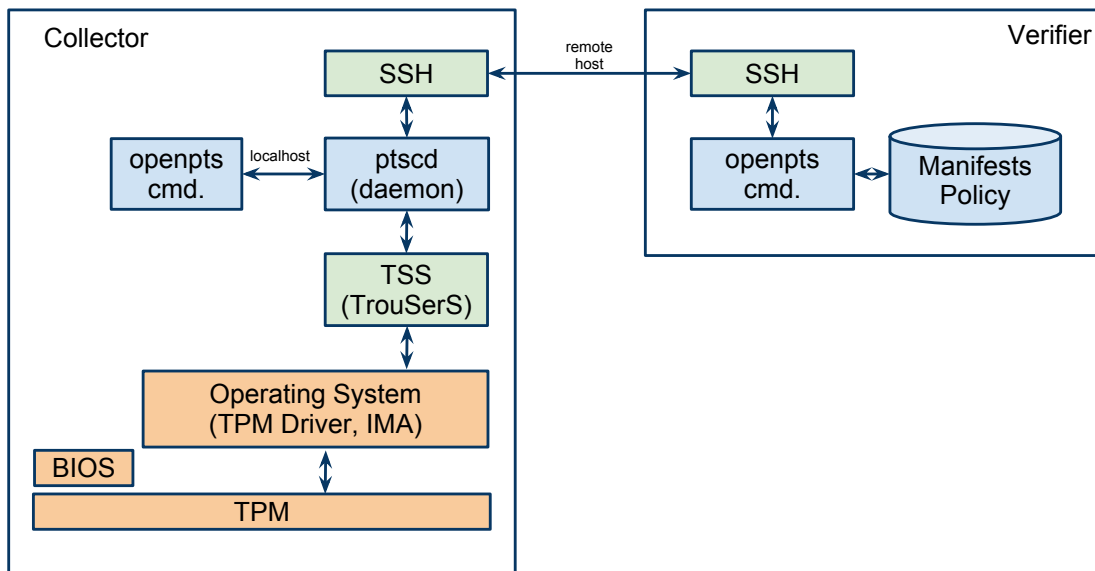 Collector
Verifier
remote
host
SSH
SSH
openpts
cmd.
localhost
ptscd
(daemon)
openpts
cmd.
Manifests
Policy
TSS
(TrouSerS)
Operating System
(TPM Driver, IMA)
BIOS
TPM